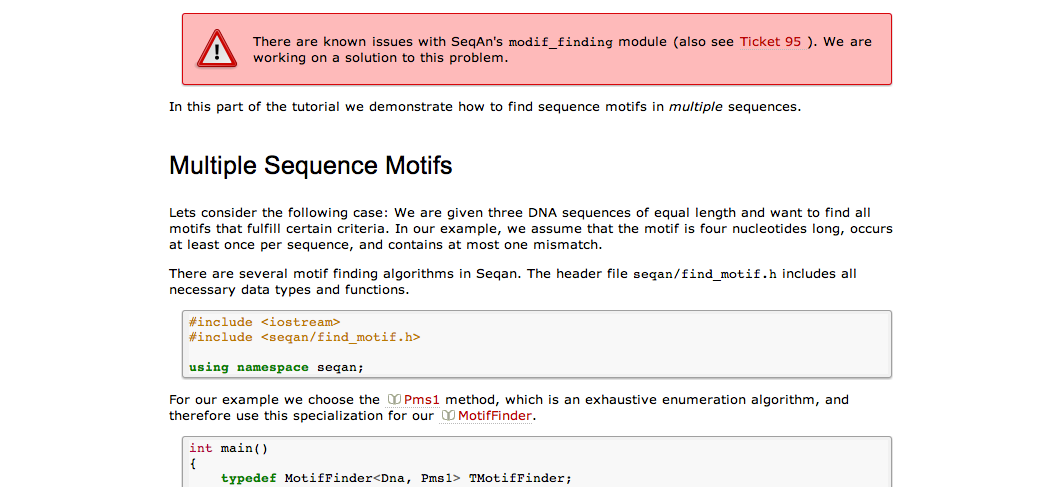 There are known issues with SeqAn's modif_finding module (also see Ticket 95 ). We are
working on a solution to this problem.
In this part of the tutorial we demonstrate how to find sequence motifs in multiple sequences.
Multiple Sequence Motifs
Lets consider the following case: We are given three DNA sequences of equal length and want to find all
motifs that fulfill certain criteria. In our example, we assume that the motif is four nucleotides long, occurs
at least once per sequence, and contains at most one mismatch.
There are several motif finding algorithms in Seqan. The header file seqan/find_motif.h includes all
necessary data types and functions.
#include <iostream>
#include <seqan/find_motif.h>
using namespace seqan;
For our example we choose the Pms1 method, which is an exhaustive enumeration algorithm, and
therefore use this specialization for our MotifFinder.
int main()
{
    typedef MotifFinder<Dna, Pms1> TMotifFinder;